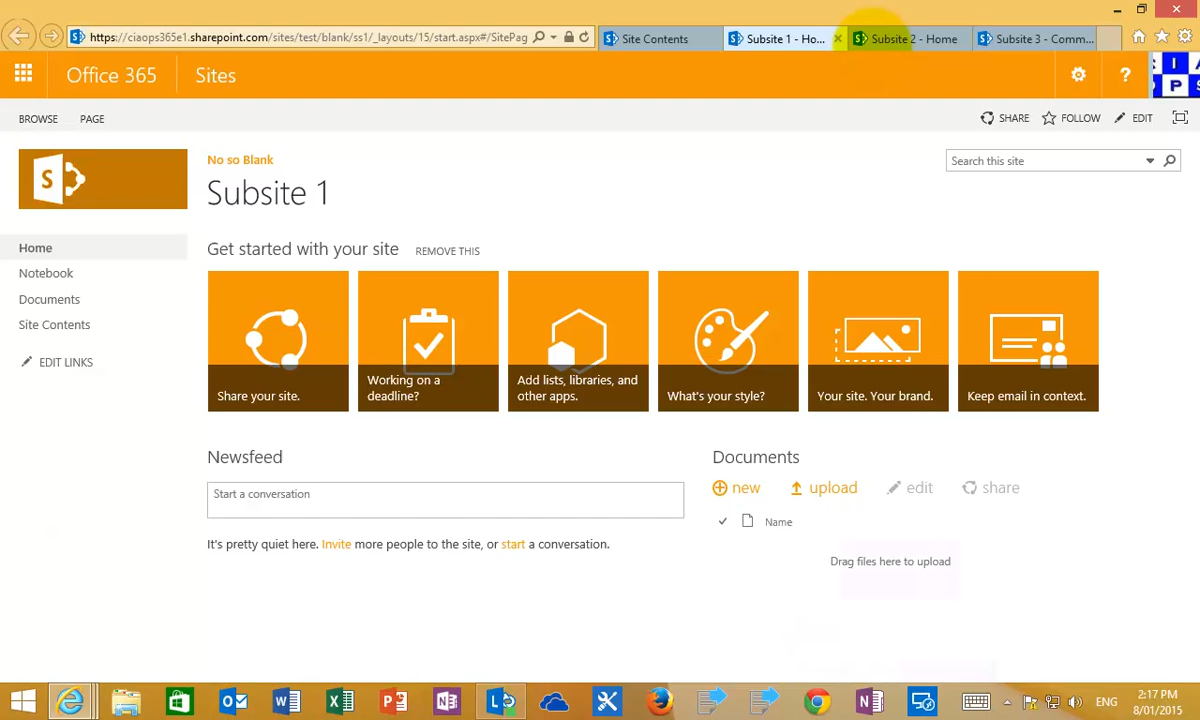 https://ciaops365e1.sharepoint.com/sites/test/blank/ss1/_layouts/15/start.aspx#/SitePag
Site Contents
Subsite 1 - Ho...
Subsite 2 - Home
Subsite 3 - Comm...
Office 365
Sites
?
C I A
O P S
BROWSE
PAGE
SHARE
FOLLOW
EDIT
No so Blank
Search this site
Subsite 1
S
Get started with your site
REMOVE THIS
Home
Notebook
Documents
Site Contents
EDIT LINKS
Share your site.
Working on a
deadline?
Add lists, libraries, and
other apps.
What's your style?
Your site. Your brand.
Keep email in context.
Newsfeed
Start a conversation
It's pretty quiet here. Invite more people to the site, or start a conversation.
Documents
new
upload
edit
share
Name
Drag files here to upload
ENG
2:17 PM
8/01/2015